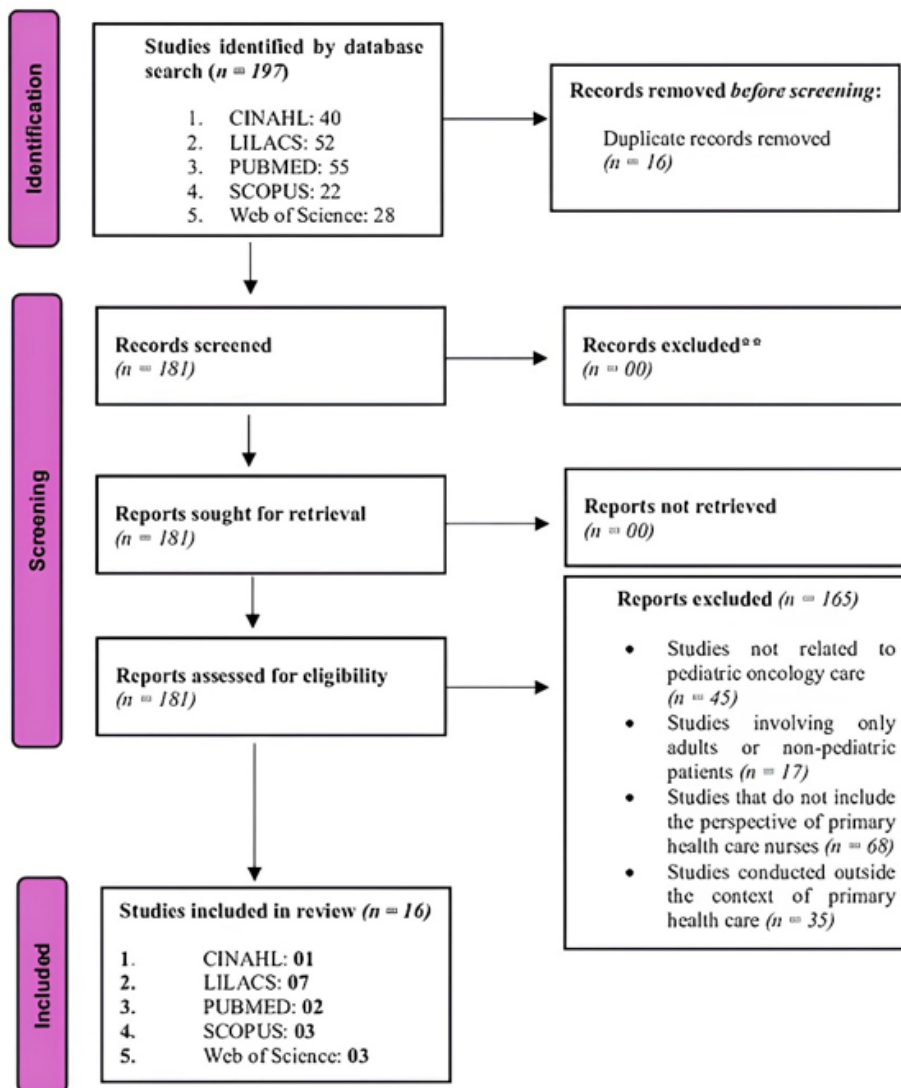 Identification
Studies identified by database
search (n = 197)
1. CINAHL: 40
2. LILACS: 52
3. PUBMED: 55
4. SCOPUS: 22
5. Web of Science: 28
Records removed before screening:
Duplicate records removed
(n = 16)
Screening
Records screened
(n = 181)
Records excluded**
(n = 00)
Reports sought for retrieval
(n = 181)
Reports not retrieved
(n = 00)
Reports assessed for eligibility
(n = 181)
Reports excluded (n = 165)
• Studies not related to
pediatric oncology care
(n = 45)
• Studies involving only
adults or non-pediatric
patients (n = 17)
• Studies that do not include
the perspective of primary
health care nurses (n = 68)
• Studies conducted outside
the context of primary
health care (n = 35)
Included
Studies included in review (n = 16)
1. CINAHL: 01
2. LILACS: 07
3. PUBMED: 02
4. SCOPUS: 03
5. Web of Science: 03